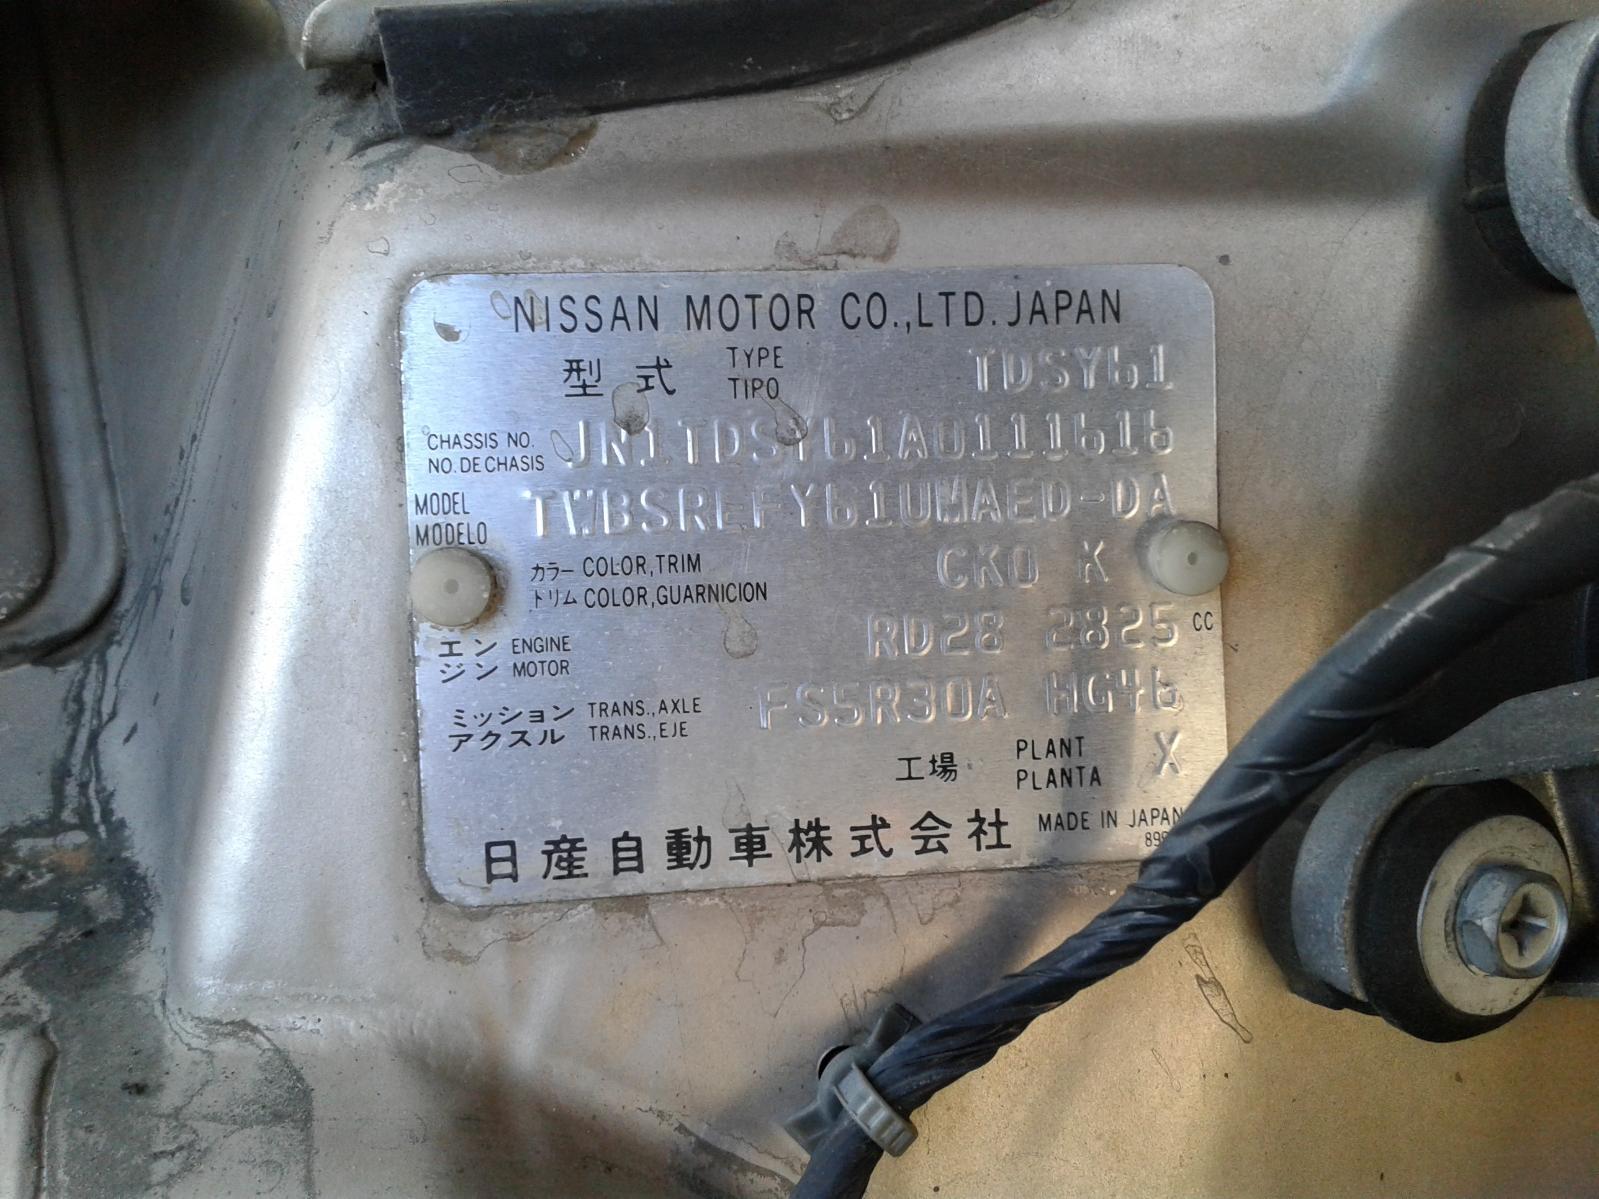 NISSAN MOTOR CO.,LTD. JAPAN
型式 TYPE TIPO TDSY61
CHASSIS NO. NO. DE CHASIS JN1TDSY61A0111616
MODEL MODELO TWBSREFY61UMAED-DA
カラー COLOR,TRIM CK0 K
トリム COLOR,GUARNICION
エンジン ENGINE MOTOR RD28 2825 CC
ミッション TRANS.,AXLE FS5R30A HG46
アクスル TRANS.,EJE
工場 PLANT PLANTA X
日産自動車株式会社 MADE IN JAPAN